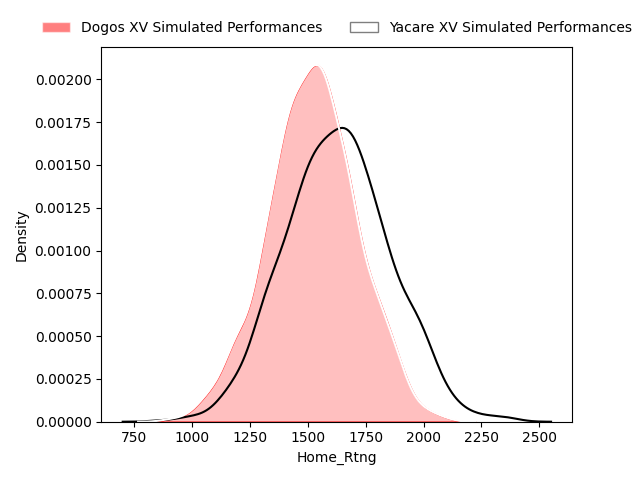 Dogos XV Simulated Performances
Yacare XV Simulated Performances
0.00200
0.00175
0.00150
0.00125
0.00100
0.00075
0.00050
0.00025
0.00000
Density
750 1000 1250 1500 1750 2000 2250 2500
Home_Rtng